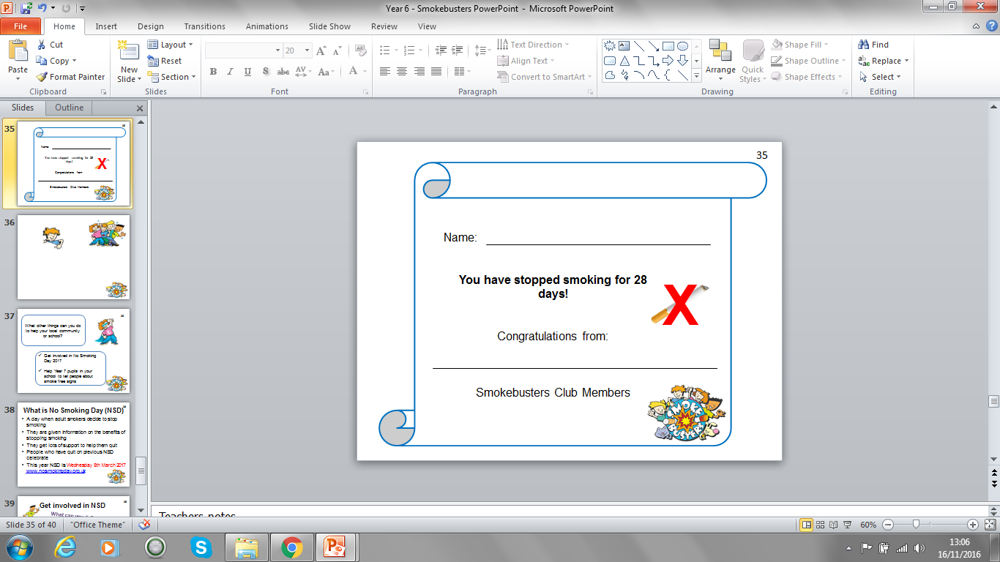 Year 6 - Smokebusters PowerPoint - Microsoft PowerPoint
File Home Insert Design Transitions Animations Slide Show Review View
Paste
Cut
Copy
Format Painter
Clipboard
New
Slide
Layout
Reset
Section
Slides
20
B I U S abc AV Aa A
Font
Text Direction
Align Text
Convert to SmartArt
Paragraph
Arrange
Quick
Styles
Shape Fill
Shape Outline
Shape Effects
Drawing
Find
Replace
Select
Editing
Slides Outline
35
Name:
You have stopped smoking for 28
days!
X
Congratulations from:
Smokebusters Club Members
36
37
What other things can you do
to help your local community
or school?
Get involved in No Smoking
Day 2017
Help Year 7 pupils in your
school to tell people about
smoke free signs
38
What is No Smoking Day (NSD)
• A day when adult smokers decide to stop
smoking
• They are given information on the benefits of
stopping smoking
• They get lots of support to help them quit
• People who have quit on previous NSD
celebrate
• This year NSD is Wednesday 8th March 2017
www.nosmokingday.org.uk
39
Get involved in NSD
35
Name:
You have stopped smoking for 28
days!
X
Congratulations from:
Smokebusters Club Members
Teachers notes
Slide 35 of 40 "Office Theme" 60%
13:06
16/11/2016